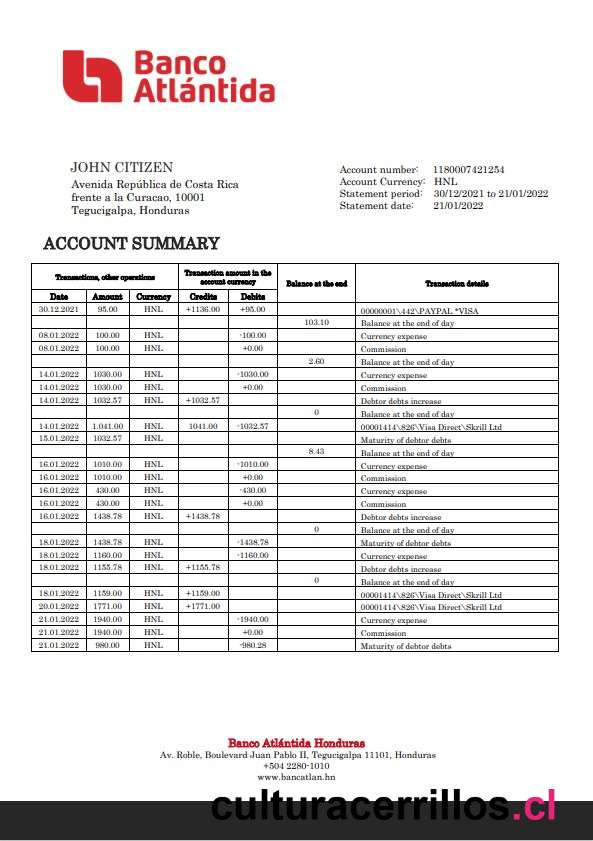 Banco
Atlántida
JOHN CITIZEN
Avenida República de Costa Rica
frente a la Curacao, 10001
Tegucigalpa, Honduras
Account number: 1180007421254
Account Currency: HNL
Statement period: 30/12/2021 to 21/01/2022
Statement date: 21/01/2022
ACCOUNT SUMMARY
Transactions, other operations
Transaction amount in the
account currency
Balance at the end
Transaction details
Date Amount Currency Credits Debits
30.12.2021 95.00 HNL +1136.00 +95.00 00000001\442\PAYPAL *VISA
103.10 Balance at the end of day
08.01.2022 100.00 HNL -100.00 Currency expense
08.01.2022 100.00 HNL +0.00 Commission
2.60 Balance at the end of day
14.01.2022 1030.00 HNL -1030.00 Currency expense
14.01.2022 1030.00 HNL +0.00 Commission
14.01.2022 1032.57 HNL +1032.57 Debtor debts increase
0 Balance at the end of day
14.01.2022 1.041.00 HNL 1041.00 -1032.57 00001414\826\Visa Direct\Skrill Ltd
15.01.2022 1032.57 HNL Maturity of debtor debts
8.43 Balance at the end of day
16.01.2022 1010.00 HNL -1010.00 Currency expense
16.01.2022 1010.00 HNL +0.00 Commission
16.01.2022 430.00 HNL -430.00 Currency expense
16.01.2022 430.00 HNL +0.00 Commission
16.01.2022 1438.78 HNL +1438.78 Debtor debts increase
0 Balance at the end of day
18.01.2022 1438.78 HNL -1438.78 Maturity of debtor debts
18.01.2022 1160.00 HNL -1160.00 Currency expense
18.01.2022 1155.78 HNL +1155.78 Debtor debts increase
0 Balance at the end of day
18.01.2022 1159.00 HNL +1159.00 00001414\826\Visa Direct\Skrill Ltd
20.01.2022 1771.00 HNL +1771.00 00001414\826\Visa Direct\Skrill Ltd
21.01.2022 1940.00 HNL -1940.00 Currency expense
21.01.2022 1940.00 HNL +0.00 Commission
21.01.2022 980.00 HNL -980.28 Maturity of debtor debts
Banco Atlántida Honduras
Av. Roble, Boulevard Juan Pablo II, Tegucigalpa 11101, Honduras
+504 2280-1010
www.bancatlan.hn
culturacerrillos.cl